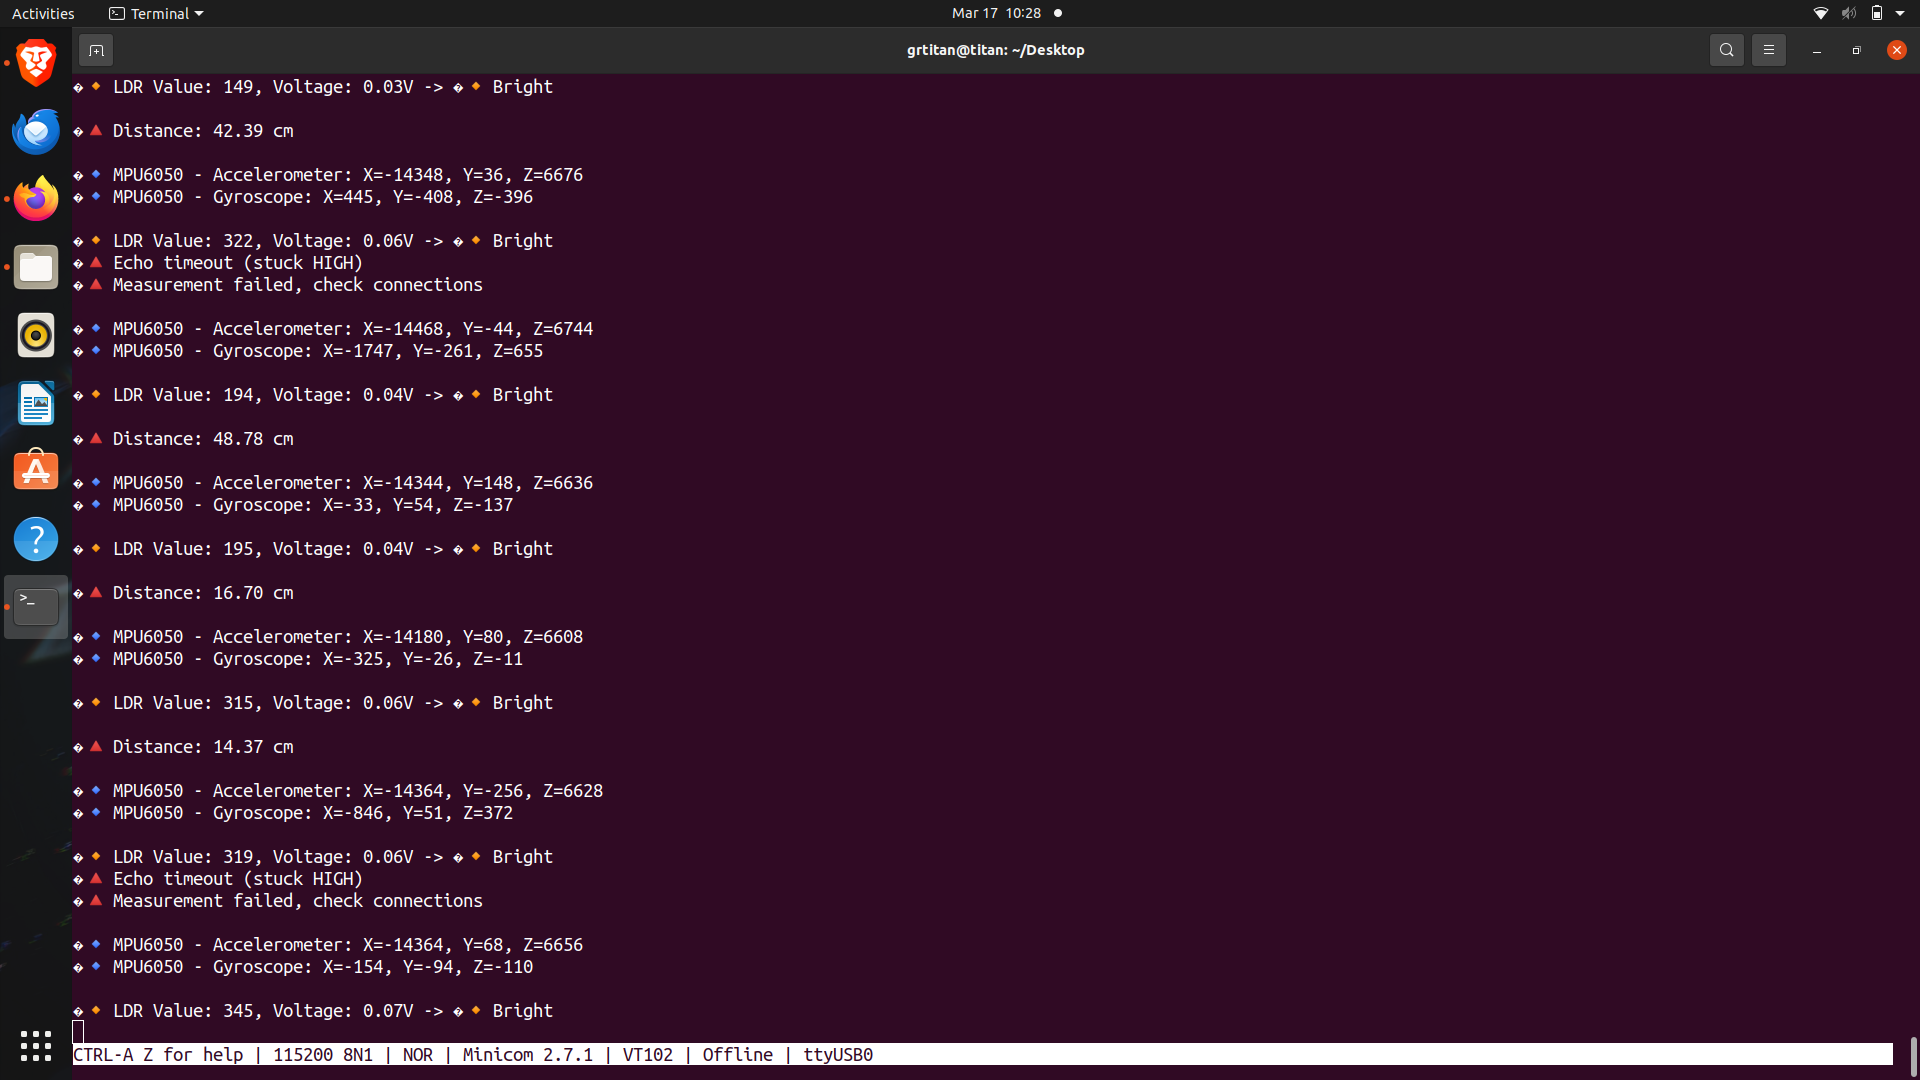 Activities Terminal Mar 17 10:28
grtitan@titan: ~/Desktop
�🔸 LDR Value: 149, Voltage: 0.03V -> �🔸 Bright
�🔺 Distance: 42.39 cm
�🔹 MPU6050 - Accelerometer: X=-14348, Y=36, Z=6676
�🔹 MPU6050 - Gyroscope: X=445, Y=-408, Z=-396
�🔸 LDR Value: 322, Voltage: 0.06V -> �🔸 Bright
�🔺 Echo timeout (stuck HIGH)
�🔺 Measurement failed, check connections
�🔹 MPU6050 - Accelerometer: X=-14468, Y=-44, Z=6744
�🔹 MPU6050 - Gyroscope: X=-1747, Y=-261, Z=655
�🔸 LDR Value: 194, Voltage: 0.04V -> �🔸 Bright
�🔺 Distance: 48.78 cm
�🔹 MPU6050 - Accelerometer: X=-14344, Y=148, Z=6636
�🔹 MPU6050 - Gyroscope: X=-33, Y=54, Z=-137
�🔸 LDR Value: 195, Voltage: 0.04V -> �🔸 Bright
�🔺 Distance: 16.70 cm
�🔹 MPU6050 - Accelerometer: X=-14180, Y=80, Z=6608
�🔹 MPU6050 - Gyroscope: X=-325, Y=-26, Z=-11
�🔸 LDR Value: 315, Voltage: 0.06V -> �🔸 Bright
�🔺 Distance: 14.37 cm
�🔹 MPU6050 - Accelerometer: X=-14364, Y=-256, Z=6628
�🔹 MPU6050 - Gyroscope: X=-846, Y=51, Z=372
�🔸 LDR Value: 319, Voltage: 0.06V -> �🔸 Bright
�🔺 Echo timeout (stuck HIGH)
�🔺 Measurement failed, check connections
�🔹 MPU6050 - Accelerometer: X=-14364, Y=68, Z=6656
�🔹 MPU6050 - Gyroscope: X=-154, Y=-94, Z=-110
�🔸 LDR Value: 345, Voltage: 0.07V -> �🔸 Bright
CTRL-A Z for help | 115200 8N1 | NOR | Minicom 2.7.1 | VT102 | Offline | ttyUSB0